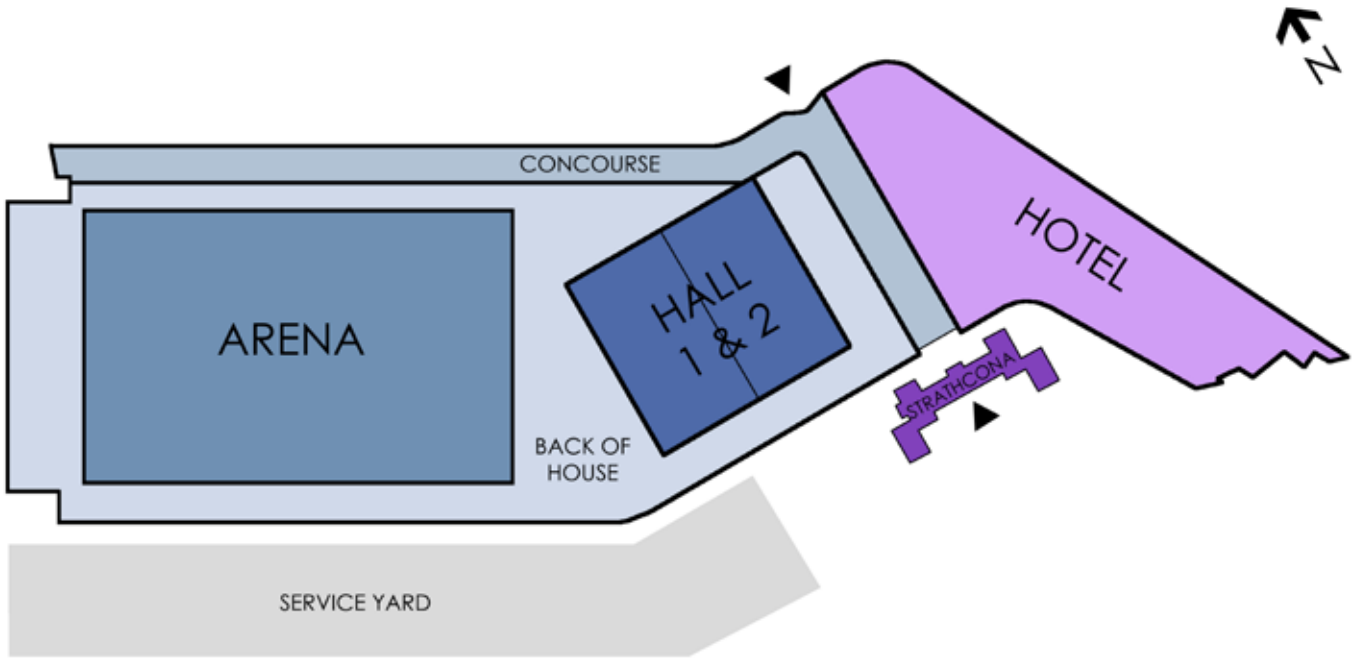 N
CONCOURSE
HOTEL
HALL
1 & 2
ARENA
STRATHCONA
BACK OF
HOUSE
SERVICE YARD